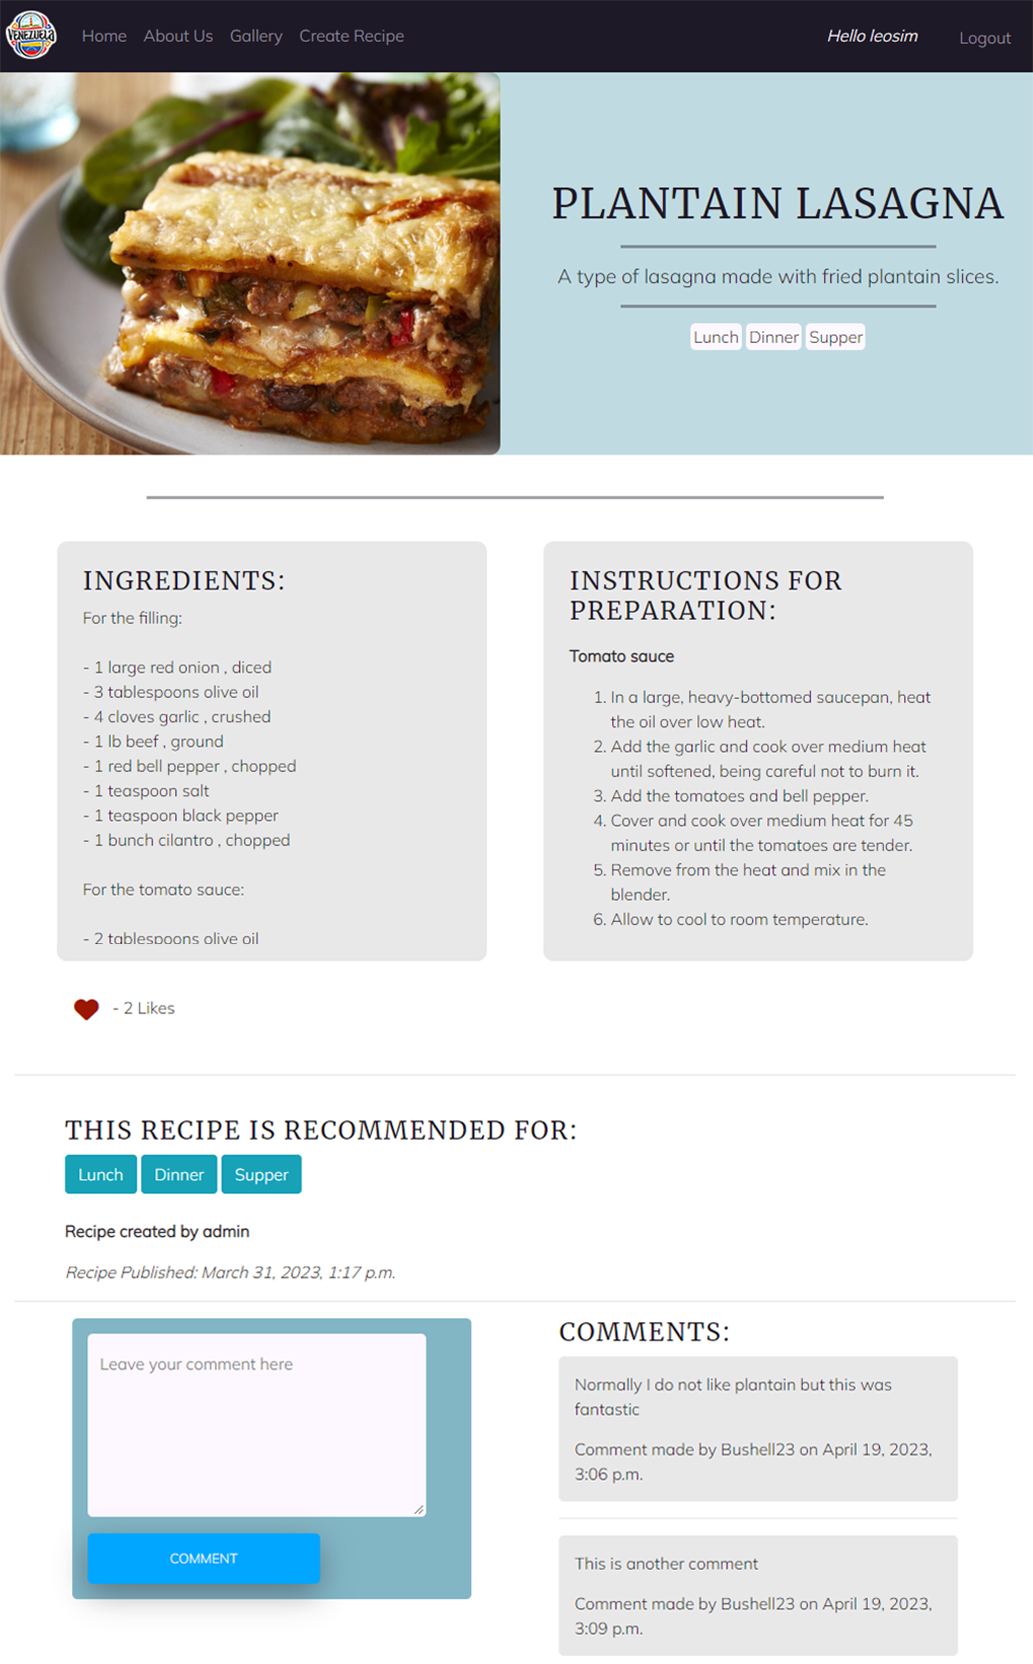 VENEZUELA
Home About Us Gallery Create Recipe Hello leosim Logout
PLANTAIN LASAGNA
A type of lasagna made with fried plantain slices.
Lunch Dinner Supper
INGREDIENTS:
For the filling:
- 1 large red onion , diced
- 3 tablespoons olive oil
- 4 cloves garlic , crushed
- 1 lb beef , ground
- 1 red bell pepper , chopped
- 1 teaspoon salt
- 1 teaspoon black pepper
- 1 bunch cilantro , chopped
For the tomato sauce:
- 2 tablespoons olive oil
INSTRUCTIONS FOR
PREPARATION:
Tomato sauce
1. In a large, heavy-bottomed saucepan, heat
the oil over low heat.
2. Add the garlic and cook over medium heat
until softened, being careful not to burn it.
3. Add the tomatoes and bell pepper.
4. Cover and cook over medium heat for 45
minutes or until the tomatoes are tender.
5. Remove from the heat and mix in the
blender.
6. Allow to cool to room temperature.
- 2 Likes
THIS RECIPE IS RECOMMENDED FOR:
Lunch Dinner Supper
Recipe created by admin
Recipe Published: March 31, 2023, 1:17 p.m.
Leave your comment here
COMMENT
COMMENTS:
Normally I do not like plantain but this was
fantastic
Comment made by Bushell23 on April 19, 2023,
3:06 p.m.
This is another comment
Comment made by Bushell23 on April 19, 2023,
3:09 p.m.